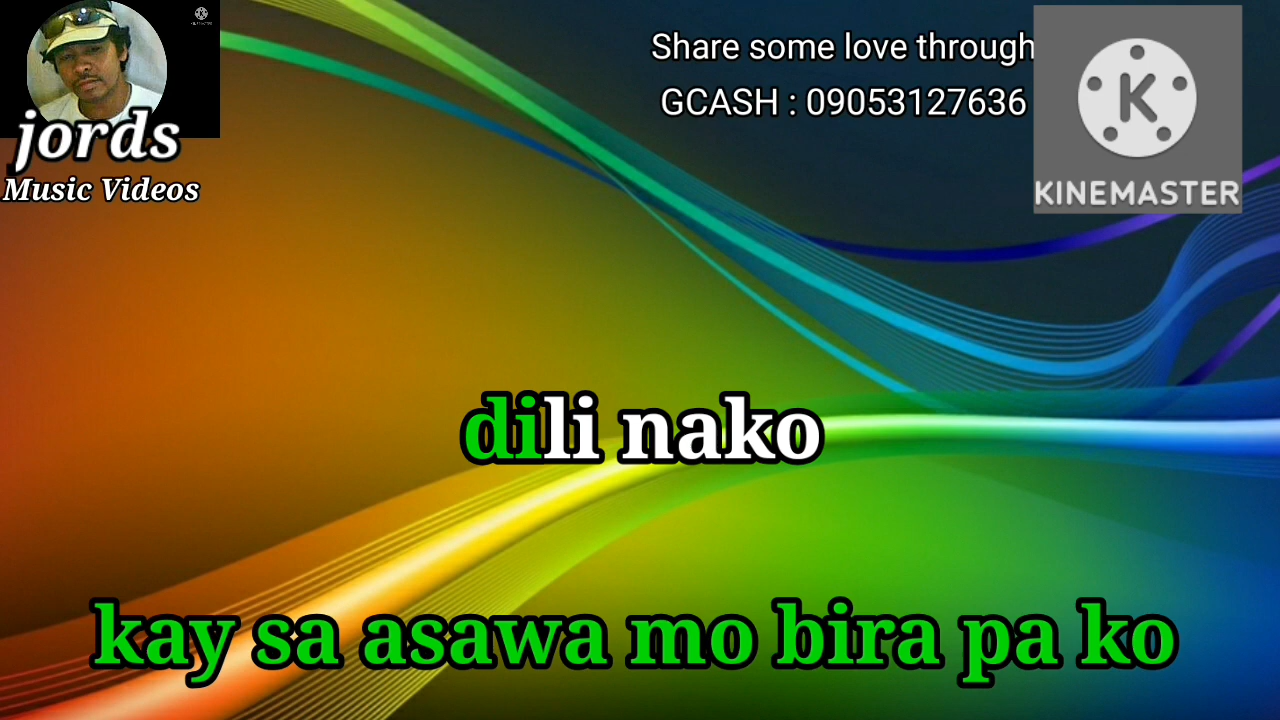 jords
Music Videos
Share some love through
GCASH : 09053127636
K
KINEMASTER
dili nako
kay sa asawa mo bira pa ko